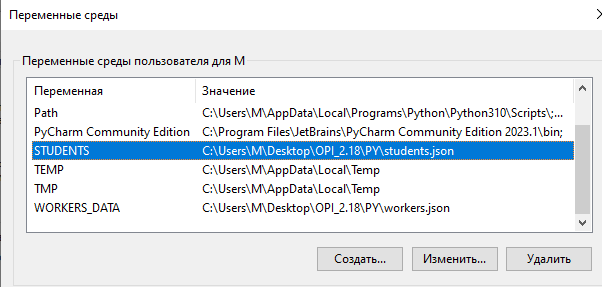 Переменные среды
Переменные среды пользователя для M
Переменная Значение
Path C:\Users\M\AppData\Local\Programs\Python\Python310\Scripts\;...
PyCharm Community Edition C:\Program Files\JetBrains\PyCharm Community Edition 2023.1\bin;
STUDENTS C:\Users\M\Desktop\OPI_2.18\PY\students.json
TEMP C:\Users\M\AppData\Local\Temp
TMP C:\Users\M\AppData\Local\Temp
WORKERS_DATA C:\Users\M\Desktop\OPI_2.18\PY\workers.json
Создать... Изменить... Удалить